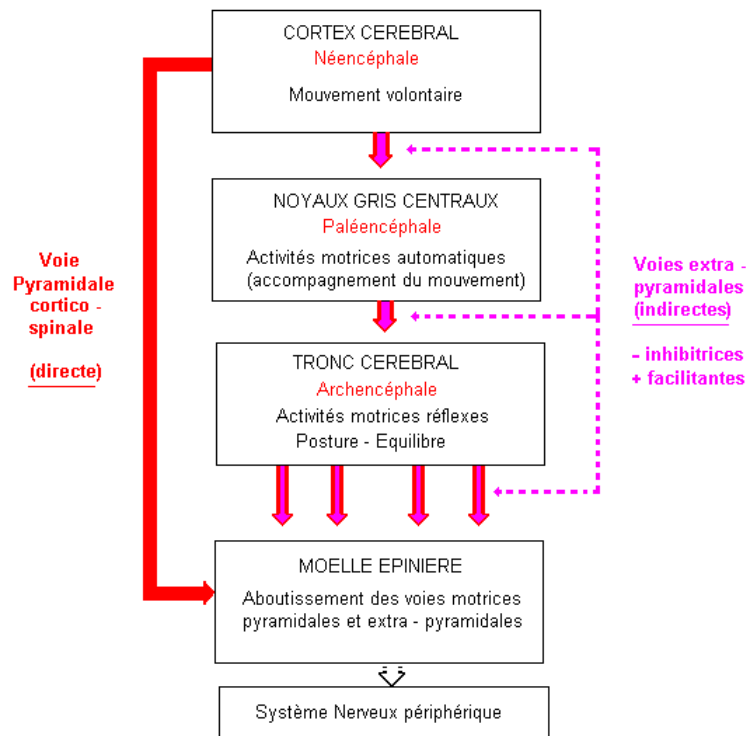 CORTEX CEREBRAL
Néencéphale
Mouvement volontaire
NOYAUX GRIS CENTRAUX
Paléencéphale
Activités motrices automatiques
(accompagnement du mouvement)
Voie
Pyramidale
cortico -
spinale
(directe)
Voies extra -
pyramidales
(indirectes)
- inhibitrices
+ facilitantes
TRONC CEREBRAL
Archencéphale
Activités motrices réflexes
Posture - Equilibre
MOELLE EPINIERE
Aboutissement des voies motrices
pyramidales et extra - pyramidales
Système Nerveux périphérique